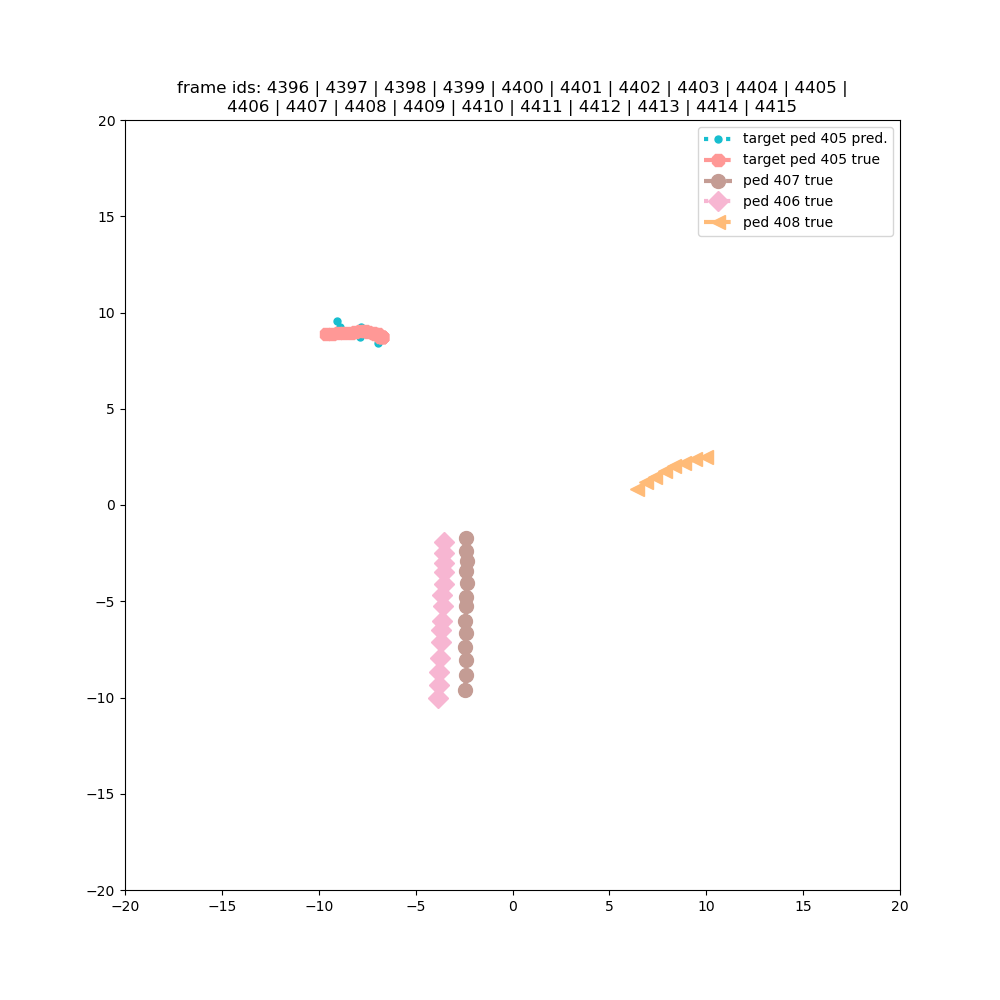 frame ids: 4396 | 4397 | 4398 | 4399 | 4400 | 4401 | 4402 | 4403 | 4404 | 4405 |
4406 | 4407 | 4408 | 4409 | 4410 | 4411 | 4412 | 4413 | 4414 | 4415
target ped 405 pred.
target ped 405 true
ped 407 true
ped 406 true
ped 408 true
20
15
10
5
0
−5
−10
−15
−20
−20 −15 −10 −5 0 5 10 15 20